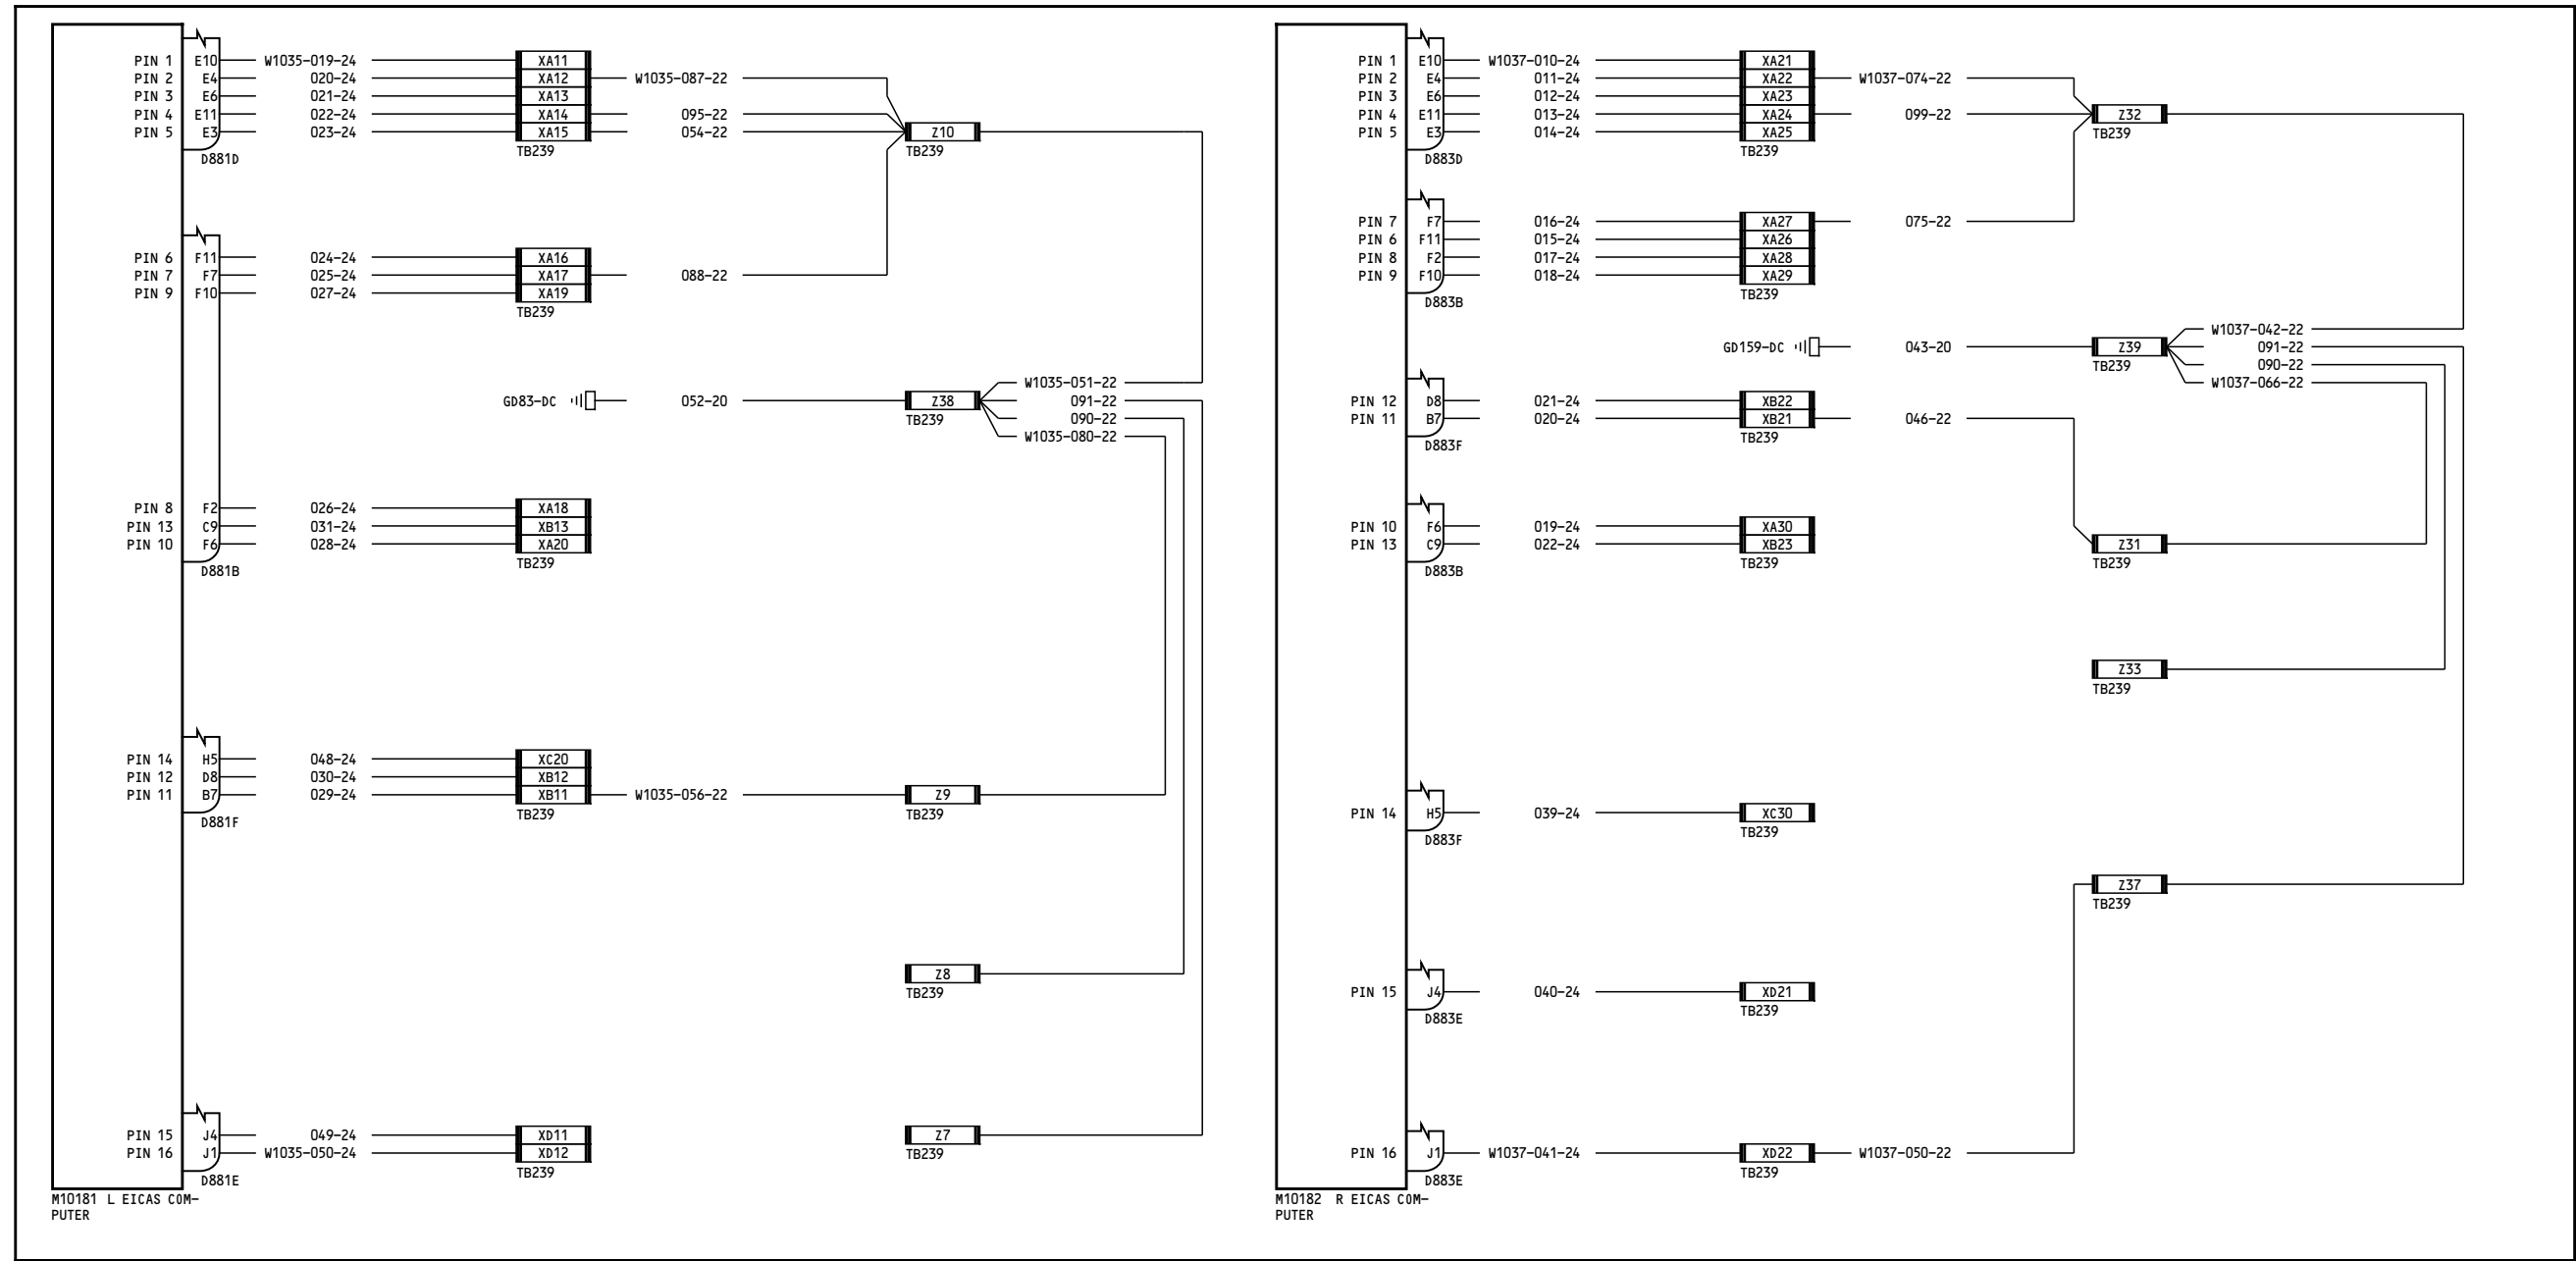 PIN 1 E10 W1035-019-24 XA11
PIN 2 E4 020-24 XA12 W1035-087-22
PIN 3 E6 021-24 XA13
PIN 4 E11 022-24 XA14 095-22
PIN 5 E3 023-24 XA15 054-22 Z10
D881D TB239 TB239
PIN 6 F11 024-24 XA16
PIN 7 F7 025-24 XA17 088-22
PIN 9 F10 027-24 XA19
TB239
W1035-051-22
GD83-DC 052-20 Z38 091-22
TB239 090-22
W1035-080-22
PIN 8 F2 026-24 XA18
PIN 13 C9 031-24 XB13
PIN 10 F6 028-24 XA20
D881B TB239
PIN 14 H5 048-24 XC20
PIN 12 D8 030-24 XB12
PIN 11 B7 029-24 XB11 W1035-056-22 Z9
D881F TB239 TB239
Z8
TB239
PIN 15 J4 049-24 XD11 Z7
PIN 16 J1 W1035-050-24 XD12 TB239
D881E TB239
M10181 L EICAS COM-
PUTER
PIN 1 E10 W1037-010-24 XA21
PIN 2 E4 011-24 XA22 W1037-074-22
PIN 3 E6 012-24 XA23
PIN 4 E11 013-24 XA24 099-22 Z32
PIN 5 E3 014-24 XA25 TB239
D883D TB239
PIN 7 F7 016-24 XA27 075-22
PIN 6 F11 015-24 XA26
PIN 8 F2 017-24 XA28
PIN 9 F10 018-24 XA29
D883B TB239
W1037-042-22
GD159-DC 043-20 Z39 091-22
TB239 090-22
W1037-066-22
PIN 12 D8 021-24 XB22
PIN 11 B7 020-24 XB21 046-22
D883F TB239
PIN 10 F6 019-24 XA30
PIN 13 C9 022-24 XB23 Z31
D883B TB239 TB239
Z33
TB239
PIN 14 H5 039-24 XC30
D883F TB239
Z37
TB239
PIN 15 J4 040-24 XD21
D883E TB239
PIN 16 J1 W1037-041-24 XD22 W1037-050-22
D883E TB239
M10182 R EICAS COM-
PUTER